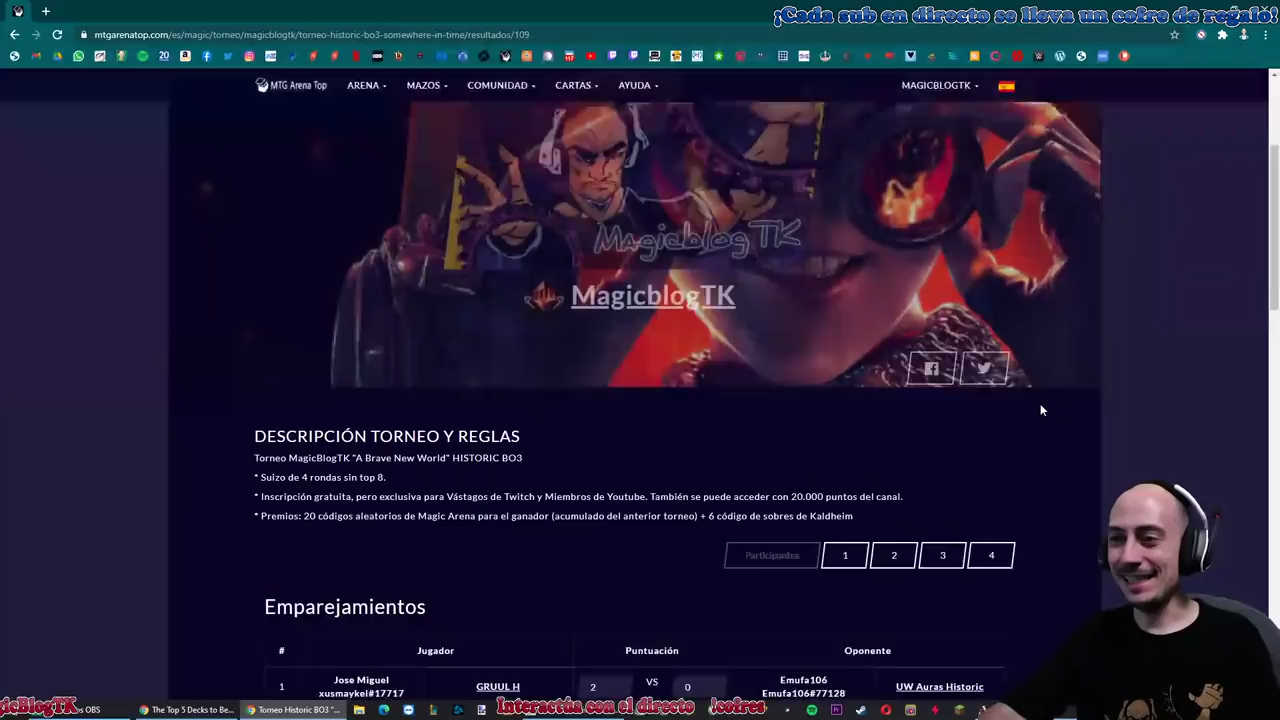 ¡Cada sub en directo se lleva un cofre de regalo!
mtgarenatop.com/es/magic/torneo/magicblogtk/torneo-historic-bo3-somewhere-in-time/resultados/109
MTG Arena Top ARENA MAZOS COMUNIDAD CARTAS AYUDA MAGICBLOGTK
MagicblogTK
MagicblogTK
DESCRIPCIÓN TORNEO Y REGLAS
Torneo MagicBlogTK "A Brave New World" HISTORIC BO3
* Suizo de 4 rondas sin top 8.
* Inscripción gratuita, pero exclusiva para Vástagos de Twitch y Miembros de Youtube. También se puede acceder con 20.000 puntos del canal.
* Premios: 20 códigos aleatorios de Magic Arena para el ganador (acumulado del anterior torneo) + 6 código de sobres de Kaldheim
Participantes 1 2 3 4
Emparejamientos
# Jugador Puntuación Oponente
1 Jose Miguel xusmaykel#17717 GRUUL H 2 VS 0 Emufa106 Emufa106#77128 UW Auras Historic
agicBlogTK Interactúa con el directo !cofres
OBS The Top 5 Decks to Be... Torneo Historic BO3 "...